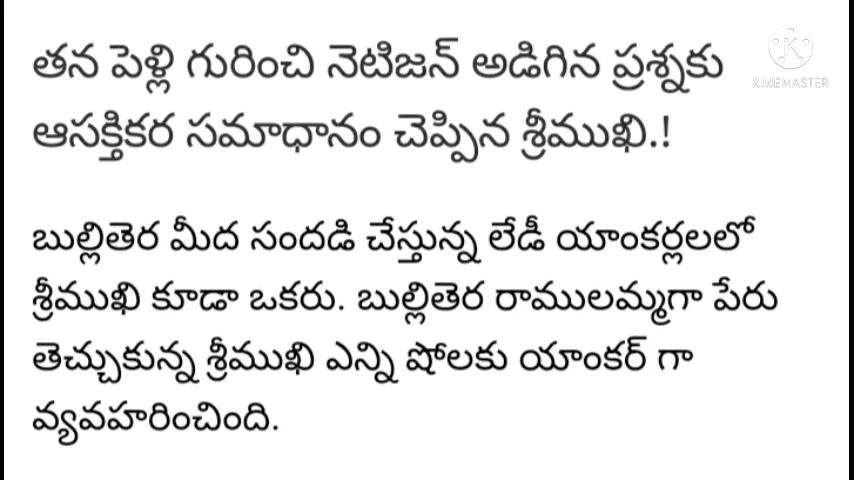 తన పెళ్లి గురించి నెటిజన్ అడిగిన ప్రశ్నకు
ఆసక్తికర సమాధానం చెప్పిన శ్రీముఖి.!
బుల్లితెర మీద సందడి చేస్తున్న లేడీ యాంకర్లలలో
శ్రీముఖి కూడా ఒకరు. బుల్లితెర రాములమ్మగా పేరు
తెచ్చుకున్న శ్రీముఖి ఎన్ని షోలకు యాంకర్ గా
వ్యవహరించింది.
KINEMASTER